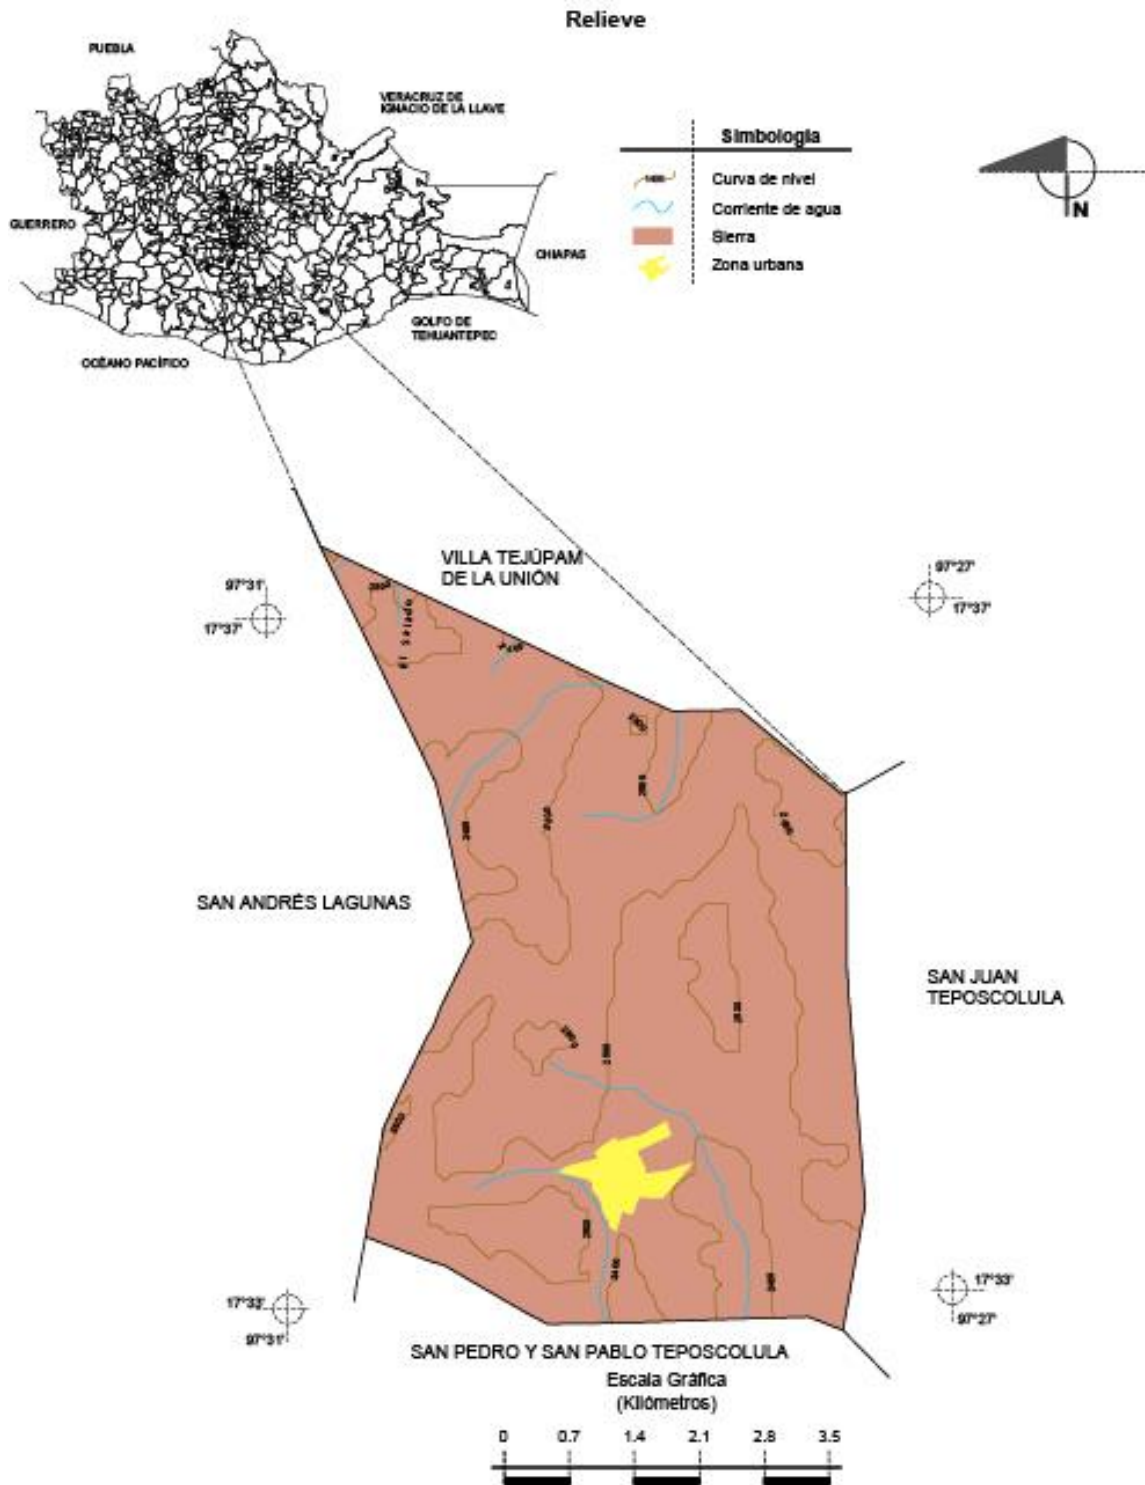 Relieve
PUEBLA
VERACRUZ DE
IGNACIO DE LA LLAVE
GUERRERO
CHIAPAS
GOLFO DE
TEHUANTEPEC
OCÉANO PACÍFICO
Simbología
Curva de nivel
Corriente de agua
Sierra
Zona urbana
N
VILLA TEJÚPAM
DE LA UNIÓN
97°31'
17°37'
97°27'
17°37'
El Salado
SAN ANDRÉS LAGUNAS
SAN JUAN
TEPOSCOLULA
17°33'
97°31'
17°33'
97°27'
SAN PEDRO Y SAN PABLO TEPOSCOLULA
Escala Gráfica
(Kilómetros)
0 0.7 1.4 2.1 2.8 3.5